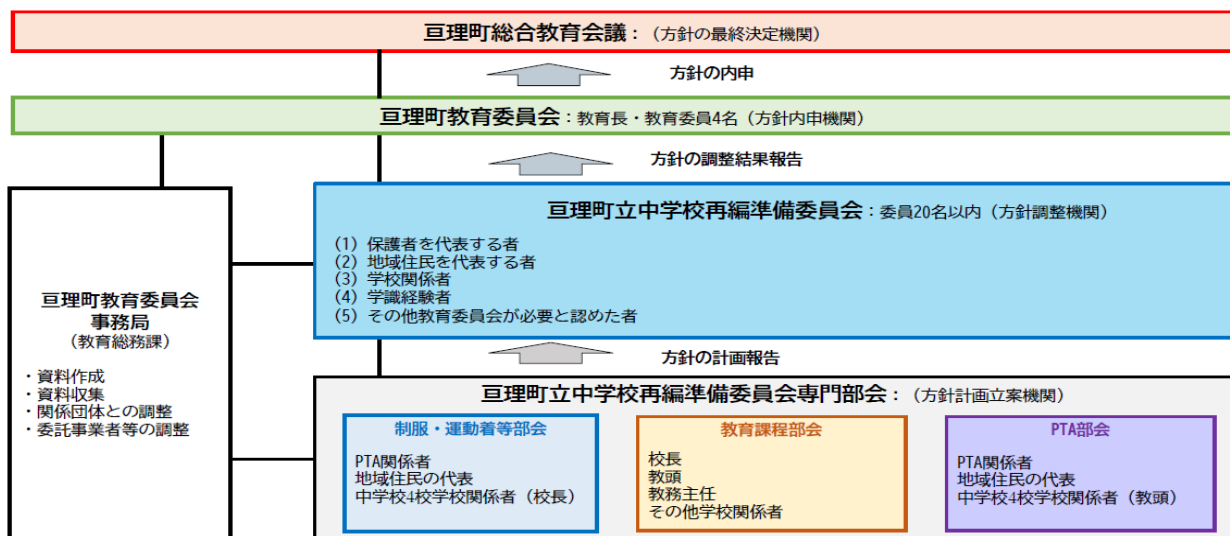 亘理町総合教育会議：（方針の最終決定機関）
方針の内申
亘理町教育委員会：教育長・教育委員4名（方針内申機関）
方針の調整結果報告
亘理町立中学校再編準備委員会：委員20名以内（方針調整機関）
(1) 保護者を代表する者
(2) 地域住民を代表する者
(3) 学校関係者
(4) 学識経験者
(5) その他教育委員会が必要と認めた者
亘理町教育委員会
事務局
（教育総務課）
・資料作成
・資料収集
・関係団体との調整
・委託事業者等の調整
方針の計画報告
亘理町立中学校再編準備委員会専門部会：（方針計画立案機関）
制服・運動着等部会
PTA関係者
地域住民の代表
中学校4校学校関係者（校長）
教育課程部会
校長
教頭
教務主任
その他学校関係者
PTA部会
PTA関係者
地域住民の代表
中学校4校学校関係者（教頭）